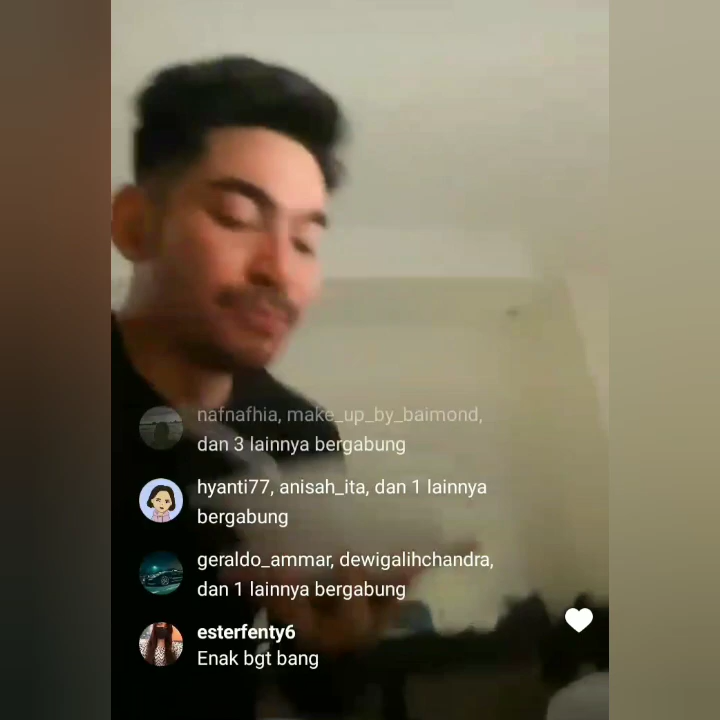 nafnafhia, make_up_by_baimond,
dan 3 lainnya bergabung
hyanti77, anisah_ita, dan 1 lainnya
bergabung
geraldo_ammar, dewigalihchandra,
dan 1 lainnya bergabung
esterfenty6
Enak bgt bang